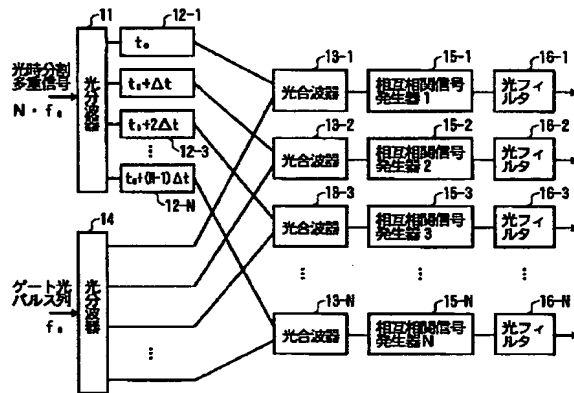 11
12-1
t₀
光時分割
多重信号
N・f₀
光分波器
t₀+Δt
t₀+2Δt
12-3
⋮
t₀+(N-1)Δt
12-N
13-1
光合波器
15-1
相互相関信号
発生器1
16-1
光フィ
ルタ
13-2
光合波器
15-2
相互相関信号
発生器2
16-2
光フィ
ルタ
13-3
光合波器
15-3
相互相関信号
発生器3
16-3
光フィ
ルタ
⋮
⋮
⋮
14
ゲート光
パルス列
f₀
光分波器
⋮
13-N
光合波器
15-N
相互相関信号
発生器N
16-N
光フィ
ルタ